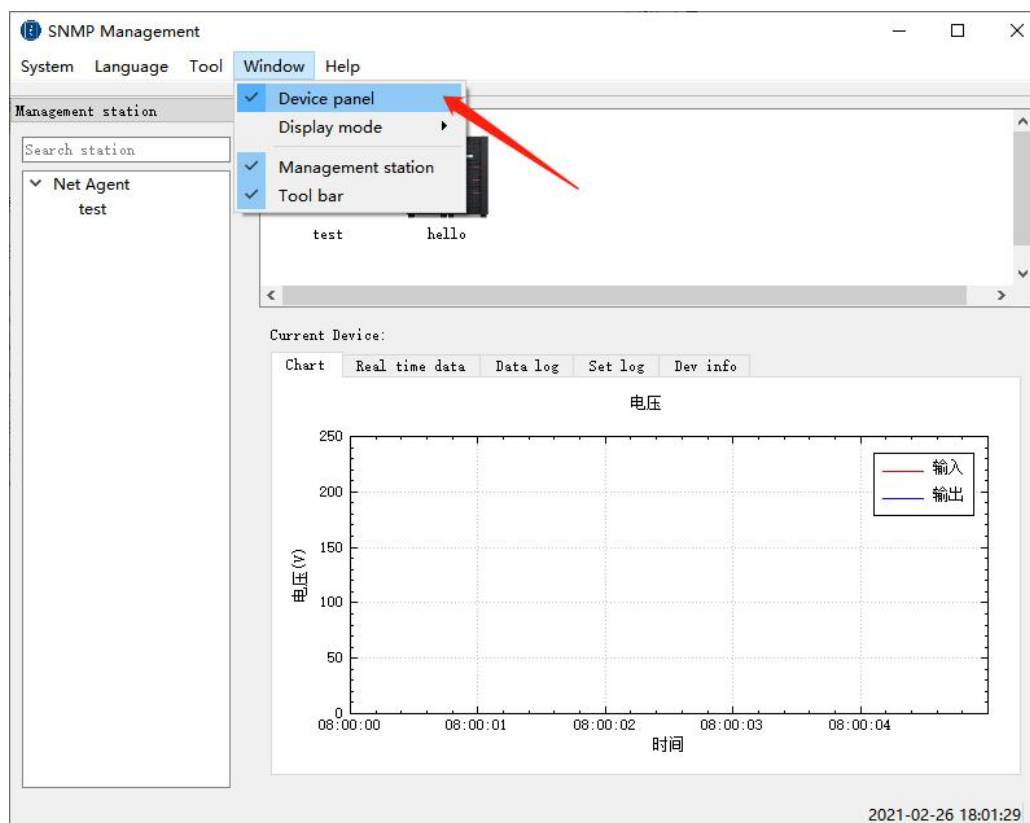 SNMP Management
System Language Tool Window Help
Management station
Search station
Net Agent
test
Device panel
Display mode
Management station
Tool bar
test hello
Current Device:
Chart Real time data Data log Set log Dev info
电压
250
200
150
100
50
0
电压(V)
输入
输出
08:00:00 08:00:01 08:00:02 08:00:03 08:00:04
时间
2021-02-26 18:01:29